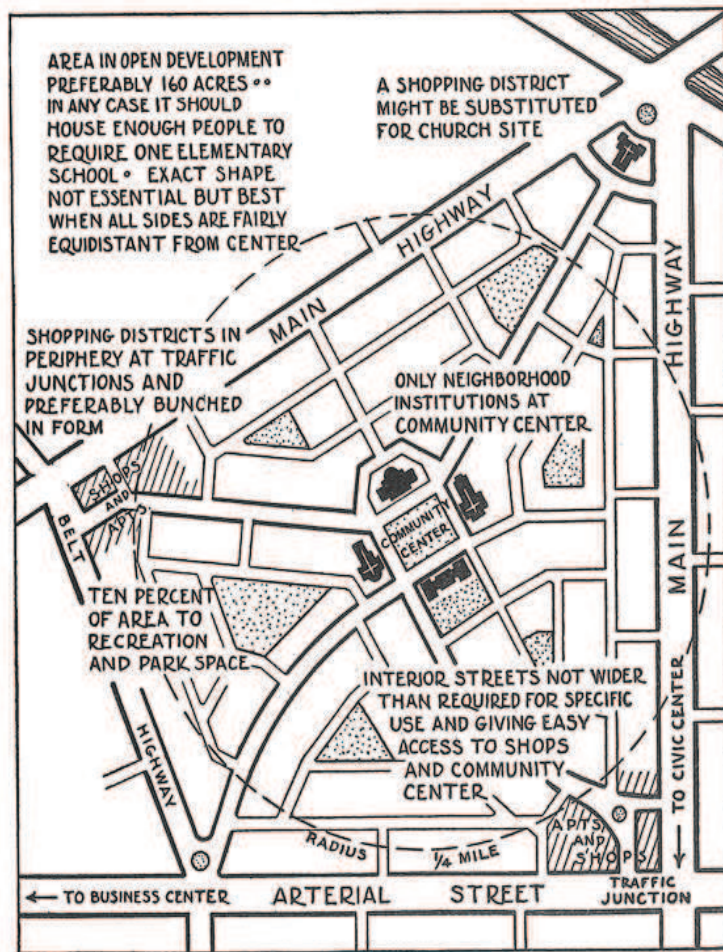 AREA IN OPEN DEVELOPMENT
PREFERABLY 160 ACRES ••
IN ANY CASE IT SHOULD
HOUSE ENOUGH PEOPLE TO
REQUIRE ONE ELEMENTARY
SCHOOL • EXACT SHAPE
NOT ESSENTIAL BUT BEST
WHEN ALL SIDES ARE FAIRLY
EQUIDISTANT FROM CENTER
A SHOPPING DISTRICT
MIGHT BE SUBSTITUTED
FOR CHURCH SITE
MAIN HIGHWAY
SHOPPING DISTRICTS IN
PERIPHERY AT TRAFFIC
JUNCTIONS AND
PREFERABLY BUNCHED
IN FORM
ONLY NEIGHBORHOOD
INSTITUTIONS AT
COMMUNITY CENTER
SHOPS
AND
APTS
COMMUNITY
CENTER
MAIN HIGHWAY
BELT HIGHWAY
TEN PERCENT
OF AREA TO
RECREATION
AND PARK SPACE
INTERIOR STREETS NOT WIDER
THAN REQUIRED FOR SPECIFIC
USE AND GIVING EASY
ACCESS TO SHOPS
AND COMMUNITY
CENTER
TO CIVIC CENTER
APTS
AND
SHOPS
RADIUS 1/4 MILE
TRAFFIC
JUNCTION
← TO BUSINESS CENTER
ARTERIAL STREET